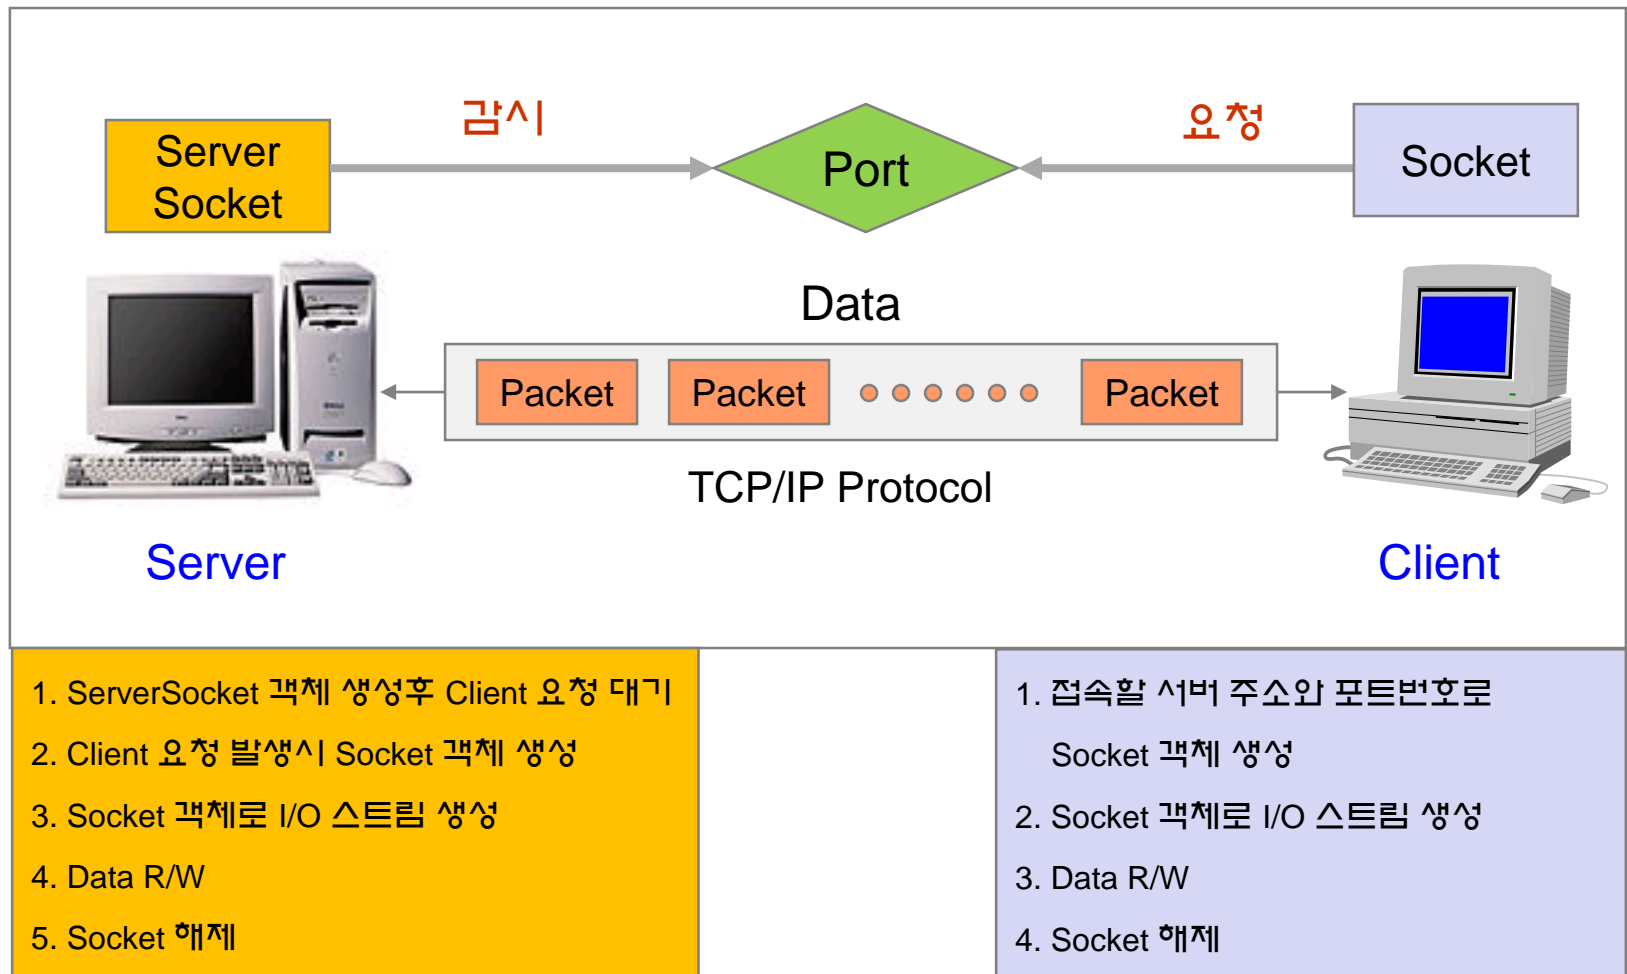 감시
요청
Server
Socket
Port
Socket
Data
Packet
Packet
Packet
TCP/IP Protocol
Server
Client
1. ServerSocket 객체 생성후 Client 요청 대기
2. Client 요청 발생시 Socket 객체 생성
3. Socket 객체로 I/O 스트림 생성
4. Data R/W
5. Socket 해제
1. 접속할 서버 주소와 포트번호로
Socket 객체 생성
2. Socket 객체로 I/O 스트림 생성
3. Data R/W
4. Socket 해제